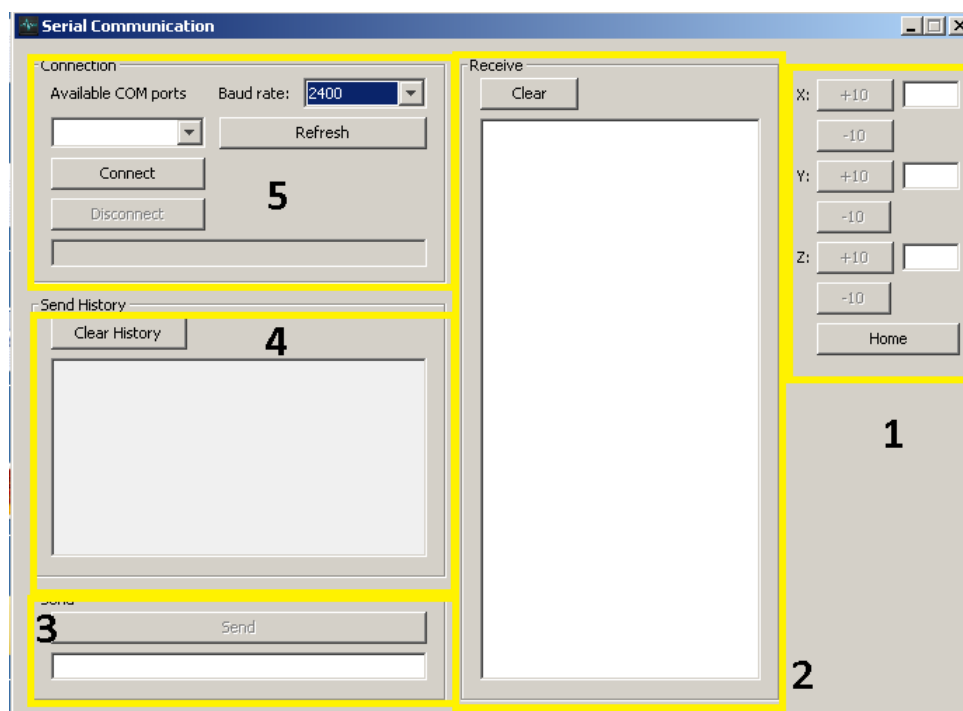 Serial Communication
Connection
Available COM ports Baud rate: 2400
Refresh
Connect
5
Disconnect
Send History
Clear History
4
Send
3
Send
Receive
Clear
2
X: +10
-10
Y: +10
-10
Z: +10
-10
Home
1